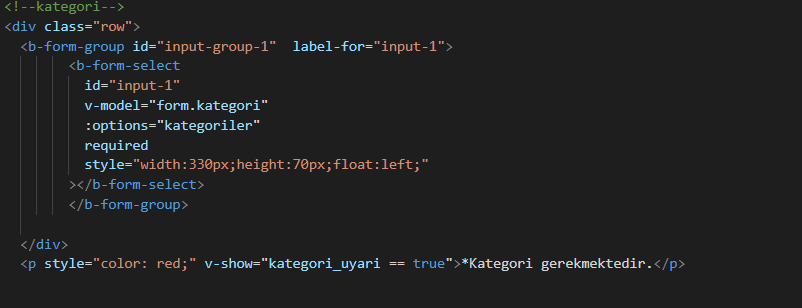 <!--kategori-->
<div class="row">
<b-form-group id="input-group-1"  label-for="input-1">
<b-form-select
id="input-1"
v-model="form.kategori"
:options="kategoriler"
required
style="width:330px;height:70px;float:left;"
></b-form-select>
</b-form-group>
</div>
<p style="color: red;" v-show="kategori_uyari == true">*Kategori gerekmektedir.</p>